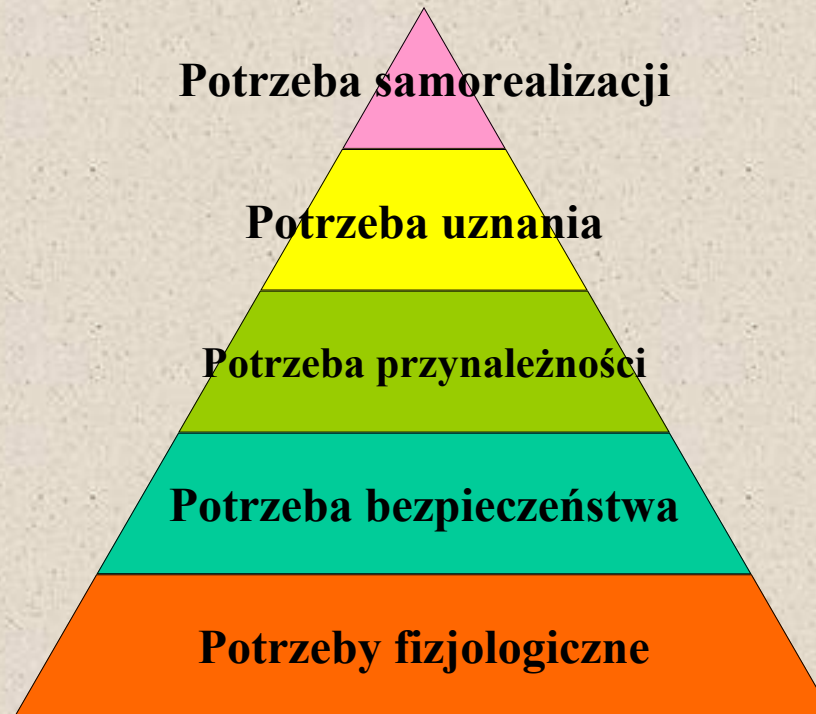 Potrzeba samorealizacji
Potrzeba uznania
Potrzeba przynależności
Potrzeba bezpieczeństwa
Potrzeby fizjologiczne